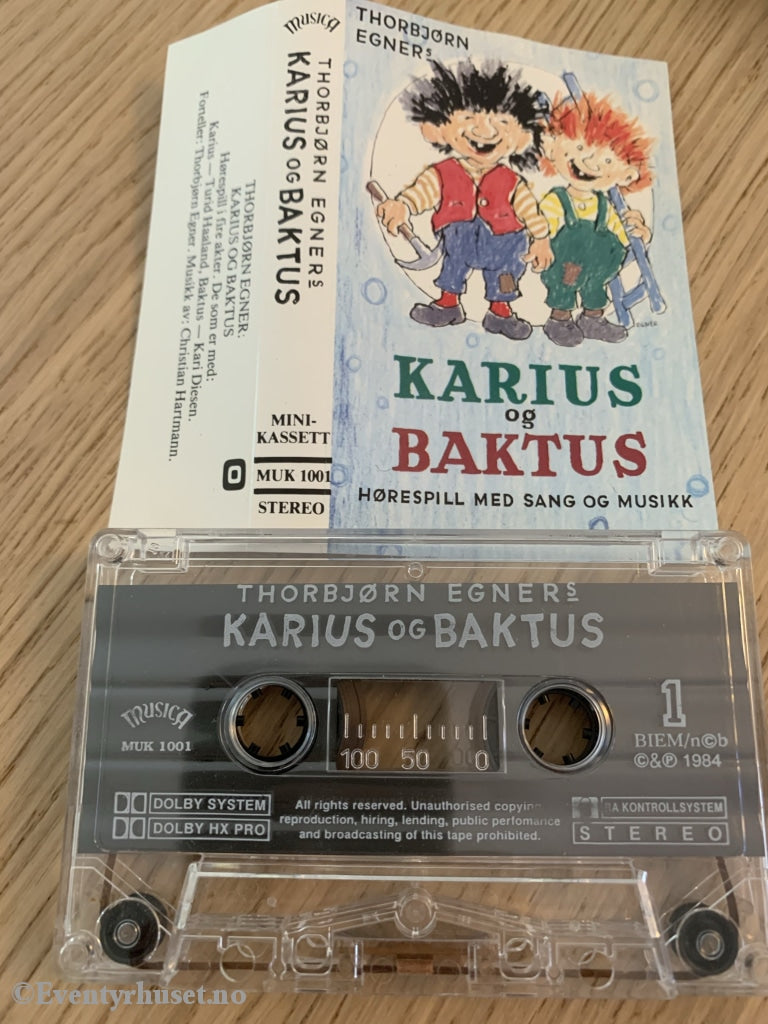 THORBJØRN EGNER:
KARIUS OG BAKTUS
Hørespill i fire akter. De som er med:
Karius — Turid Haaland, Baktus — Kari Diesen.
Forteller: Thorbjørn Egner. Musikk av: Christian Hartmann.
MUSICA
THORBJØRN EGNERS
KARIUS OG BAKTUS
MINI-
KASSETT
MUK 1001
STEREO
THORBJØRN
EGNERS
EGNER
KARIUS
og
BAKTUS
HØRESPILL MED SANG OG MUSIKK
THORBJØRN EGNERS
KARIUS OG BAKTUS
MUSICA
MUK 1001
100 50 0
1
BIEM/n©b
©&℗ 1984
DOLBY SYSTEM
DOLBY HX PRO
All rights reserved. Unauthorised copying
reproduction, hiring, lending, public perfomance
and broadcasting of this tape prohibited.
KONTROLLSYSTEM
STEREO
©Eventyrhuset.no